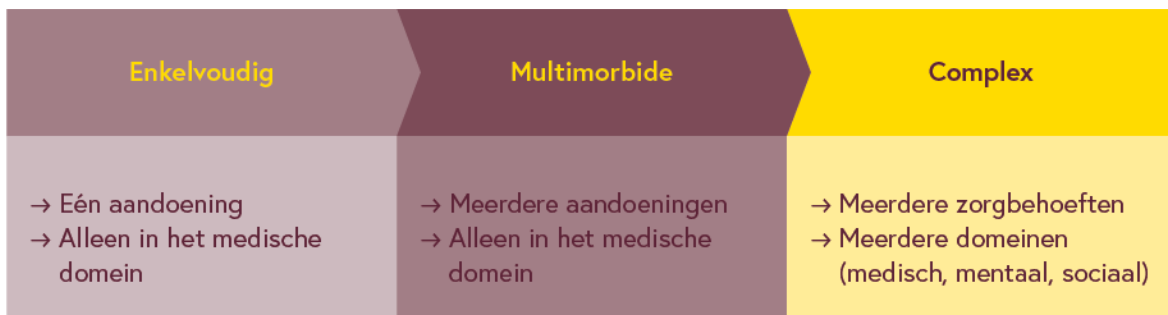 Enkelvoudig
→ Eén aandoening
→ Alleen in het medische
domein
Multimorbide
→ Meerdere aandoeningen
→ Alleen in het medische
domein
Complex
→ Meerdere zorgbehoeften
→ Meerdere domeinen
(medisch, mentaal, sociaal)